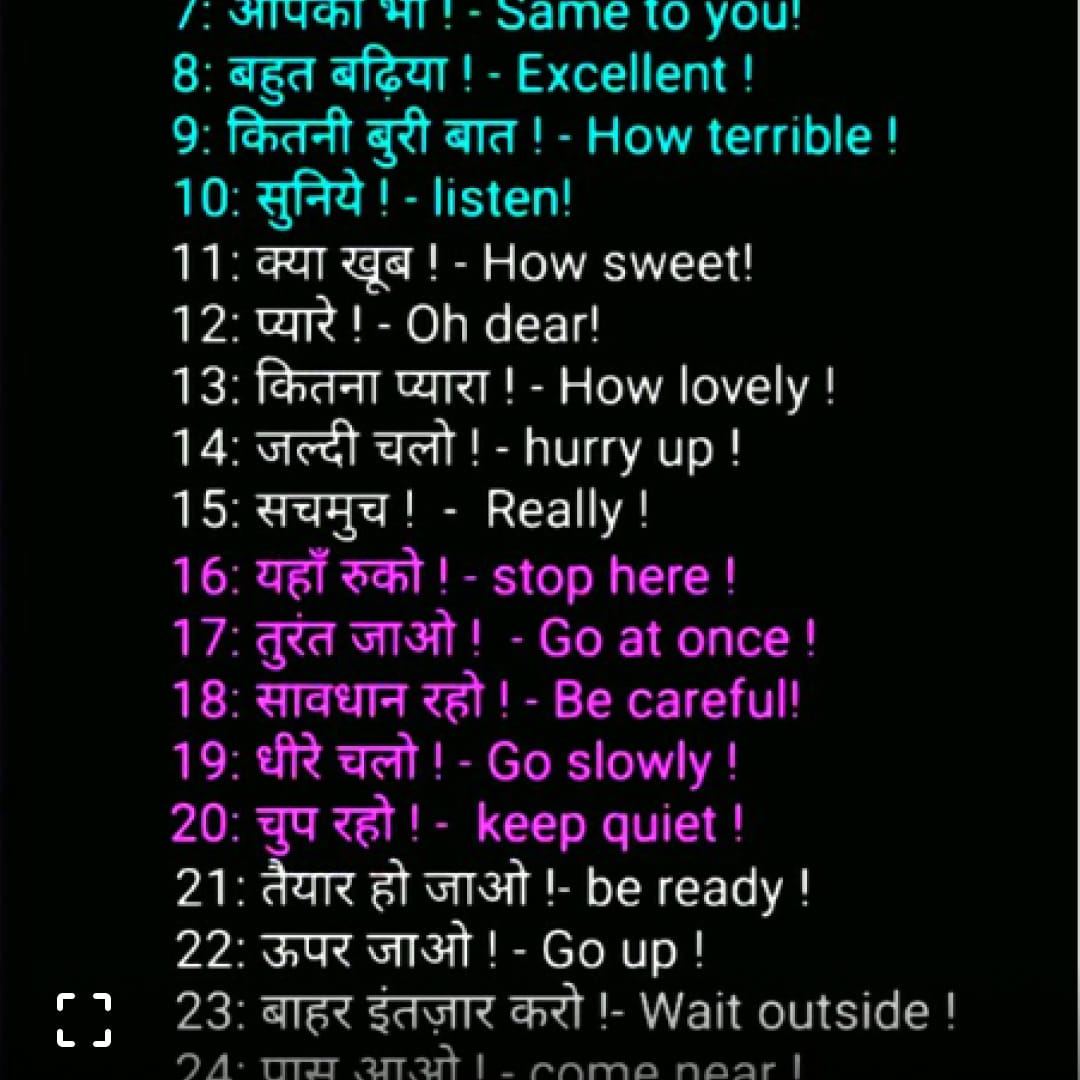 7: आपको भी ! - Same to you!
8: बहुत बढ़िया ! - Excellent !
9: कितनी बुरी बात ! - How terrible !
10: सुनिये ! - listen!
11: क्या खूब ! - How sweet!
12: प्यारे ! - Oh dear!
13: कितना प्यारा ! - How lovely !
14: जल्दी चलो ! - hurry up !
15: सचमुच ! - Really !
16: यहाँ रुको ! - stop here !
17: तुरंत जाओ ! - Go at once !
18: सावधान रहो ! - Be careful!
19: धीरे चलो ! - Go slowly !
20: चुप रहो ! - keep quiet !
21: तैयार हो जाओ !- be ready !
22: ऊपर जाओ ! - Go up !
23: बाहर इंतज़ार करो !- Wait outside !
24: पास आओ ! - come near !